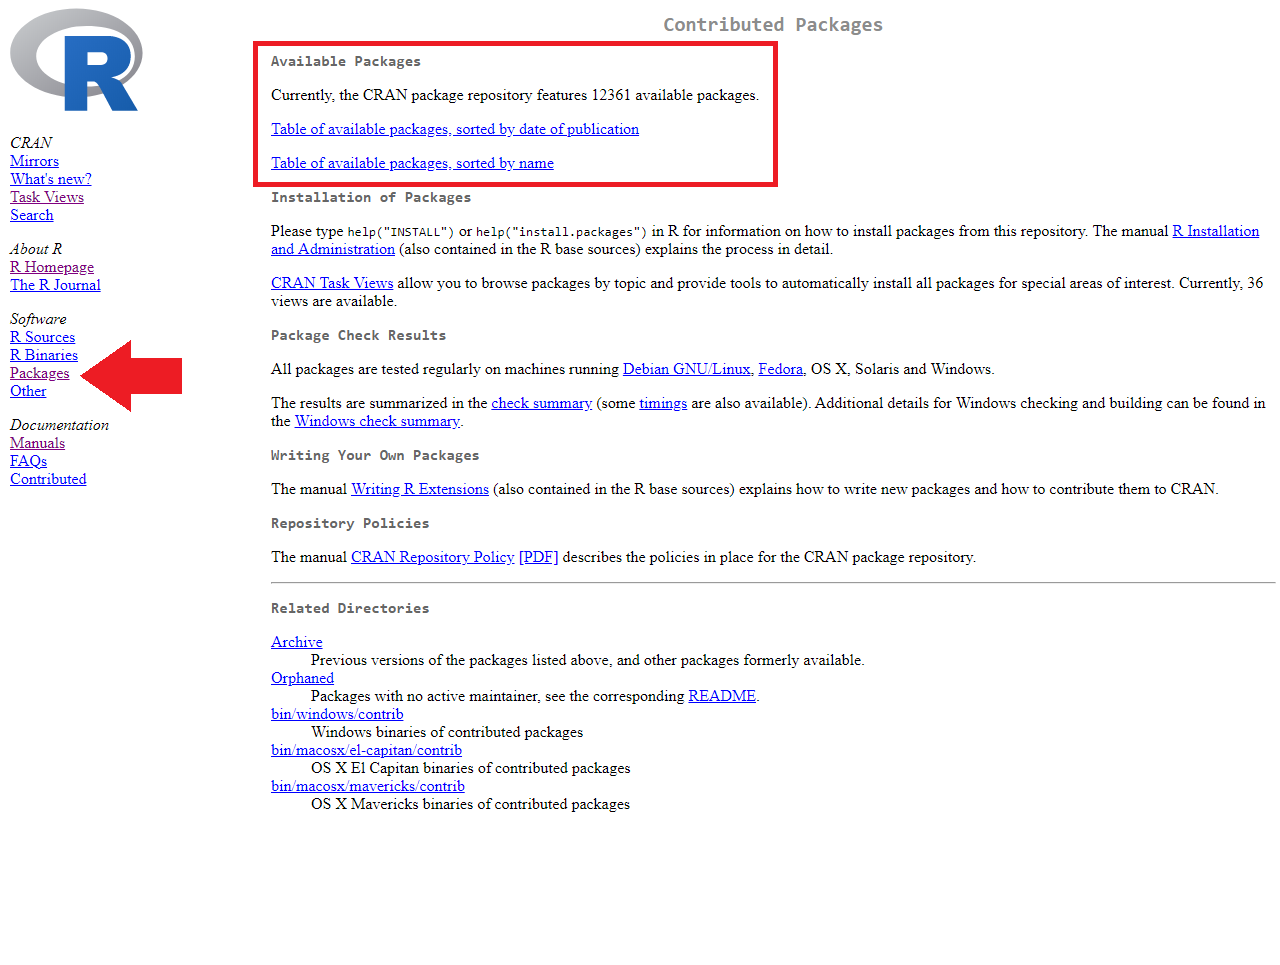 R
CRAN
Mirrors
What's new?
Task Views
Search
About R
R Homepage
The R Journal
Software
R Sources
R Binaries
Packages
Other
Documentation
Manuals
FAQs
Contributed
Contributed Packages
Available Packages
Currently, the CRAN package repository features 12361 available packages.
Table of available packages, sorted by date of publication
Table of available packages, sorted by name
Installation of Packages
Please type help("INSTALL") or help("install.packages") in R for information on how to install packages from this repository. The manual R Installation
and Administration (also contained in the R base sources) explains the process in detail.
CRAN Task Views allow you to browse packages by topic and provide tools to automatically install all packages for special areas of interest. Currently, 36
views are available.
Package Check Results
All packages are tested regularly on machines running Debian GNU/Linux, Fedora, OS X, Solaris and Windows.
The results are summarized in the check summary (some timings are also available). Additional details for Windows checking and building can be found in
the Windows check summary.
Writing Your Own Packages
The manual Writing R Extensions (also contained in the R base sources) explains how to write new packages and how to contribute them to CRAN.
Repository Policies
The manual CRAN Repository Policy [PDF] describes the policies in place for the CRAN package repository.
Related Directories
Archive
Previous versions of the packages listed above, and other packages formerly available.
Orphaned
Packages with no active maintainer, see the corresponding README.
bin/windows/contrib
Windows binaries of contributed packages
bin/macosx/el-capitan/contrib
OS X El Capitan binaries of contributed packages
bin/macosx/mavericks/contrib
OS X Mavericks binaries of contributed packages